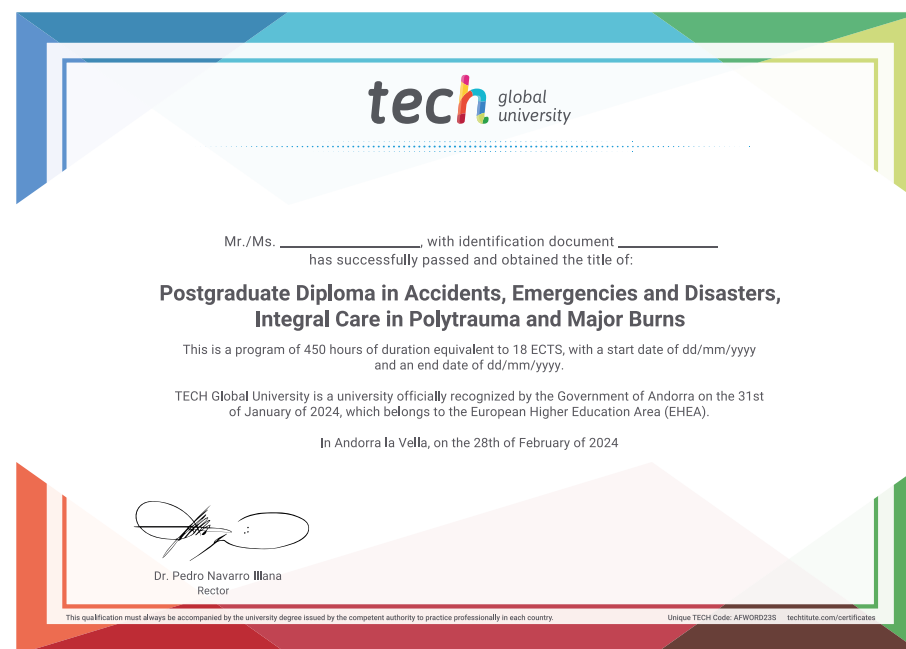 tech global university
Mr./Ms. ____________________, with identification document ______________
has successfully passed and obtained the title of:
Postgraduate Diploma in Accidents, Emergencies and Disasters,
Integral Care in Polytrauma and Major Burns
This is a program of 450 hours of duration equivalent to 18 ECTS, with a start date of dd/mm/yyyy
and an end date of dd/mm/yyyy.
TECH Global University is a university officially recognized by the Government of Andorra on the 31st
of January of 2024, which belongs to the European Higher Education Area (EHEA).
In Andorra la Vella, on the 28th of February of 2024
Dr. Pedro Navarro Illana
Rector
This qualification must always be accompanied by the university degree issued by the competent authority to practice professionally in each country.
Unique TECH Code: AFWORD23S techtitute.com/certificates